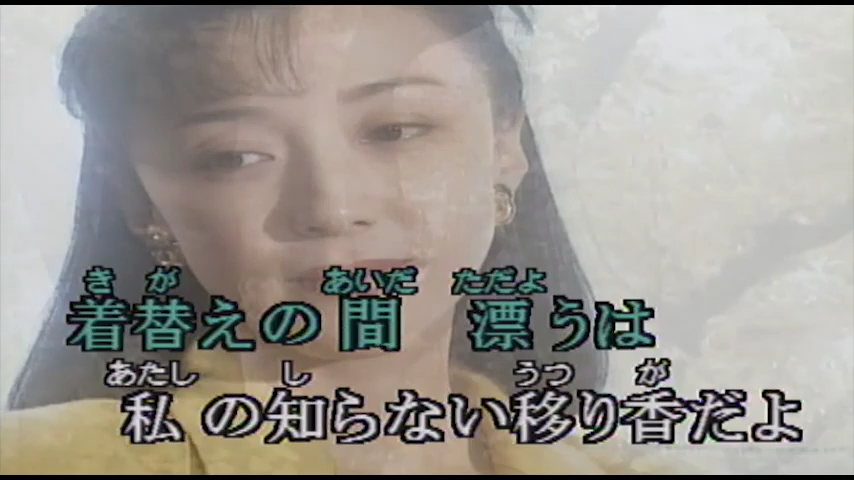 きが あいだ ただよ
着替えの間 漂うは
あたし し うつ が
私の知らない移り香だよ